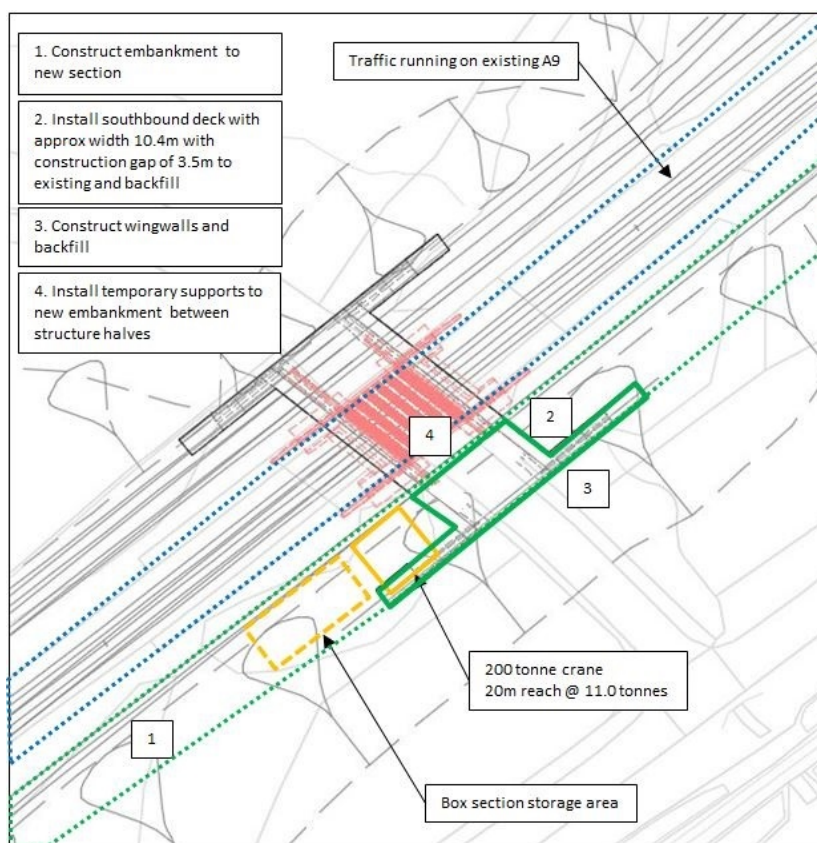 1. Construct embankment to
new section
Traffic running on existing A9
2. Install southbound deck with
approx width 10.4m with
construction gap of 3.5m to
existing and backfill
3. Construct wingwalls and
backfill
4. Install temporary supports to
new embankment between
structure halves
2
4
3
200 tonne crane
20m reach @ 11.0 tonnes
1
Box section storage area